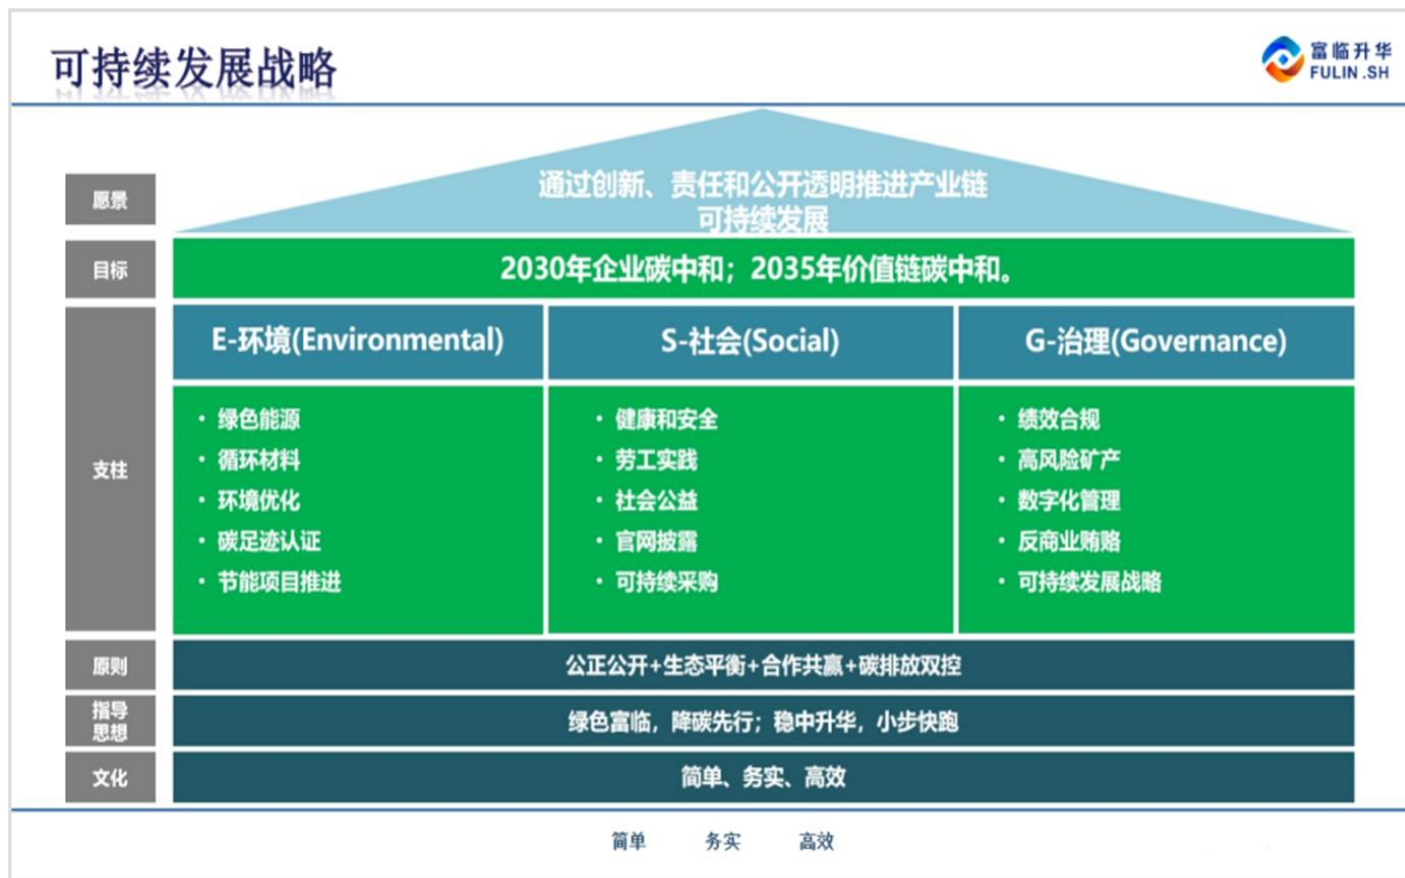 可持续发展战略
富临升华
FULIN.SH
愿景
通过创新、责任和公开透明推进产业链
可持续发展
目标
2030年企业碳中和；2035年价值链碳中和。
支柱
E-环境(Environmental)
• 绿色能源
• 循环材料
• 环境优化
• 碳足迹认证
• 节能项目推进
S-社会(Social)
• 健康和安全
• 劳工实践
• 社会公益
• 官网披露
• 可持续采购
G-治理(Governance)
• 绩效合规
• 高风险矿产
• 数字化管理
• 反商业贿赂
• 可持续发展战略
原则
公正公开+生态平衡+合作共赢+碳排放双控
指导
思想
绿色富临，降碳先行；稳中升华，小步快跑
文化
简单、务实、高效
简单 务实 高效